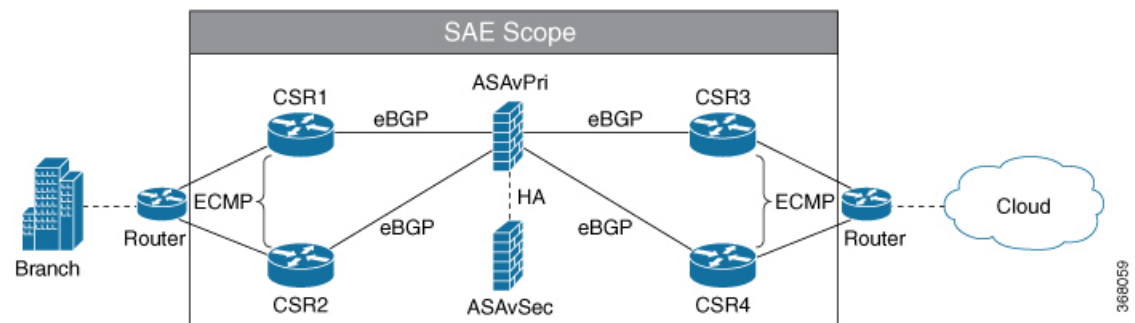 SAE Scope
ASAvPri
CSR1
CSR3
eBGP
eBGP
ECMP
HA
ECMP
Cloud
Router
eBGP
eBGP
Router
Branch
CSR2
ASAvSec
CSR4
368059